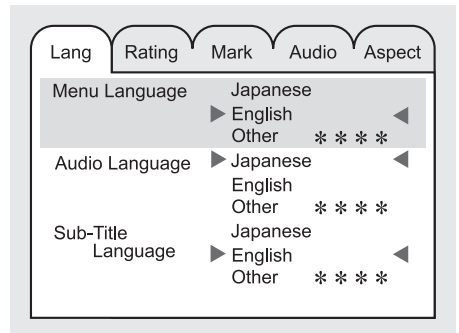 Lang Rating Mark Audio Aspect
Menu Language Japanese
▶ English ◀
Other ∗ ∗ ∗ ∗
Audio Language ▶ Japanese ◀
English
Other ∗ ∗ ∗ ∗
Sub-Title Japanese
Language ▶ English ◀
Other ∗ ∗ ∗ ∗